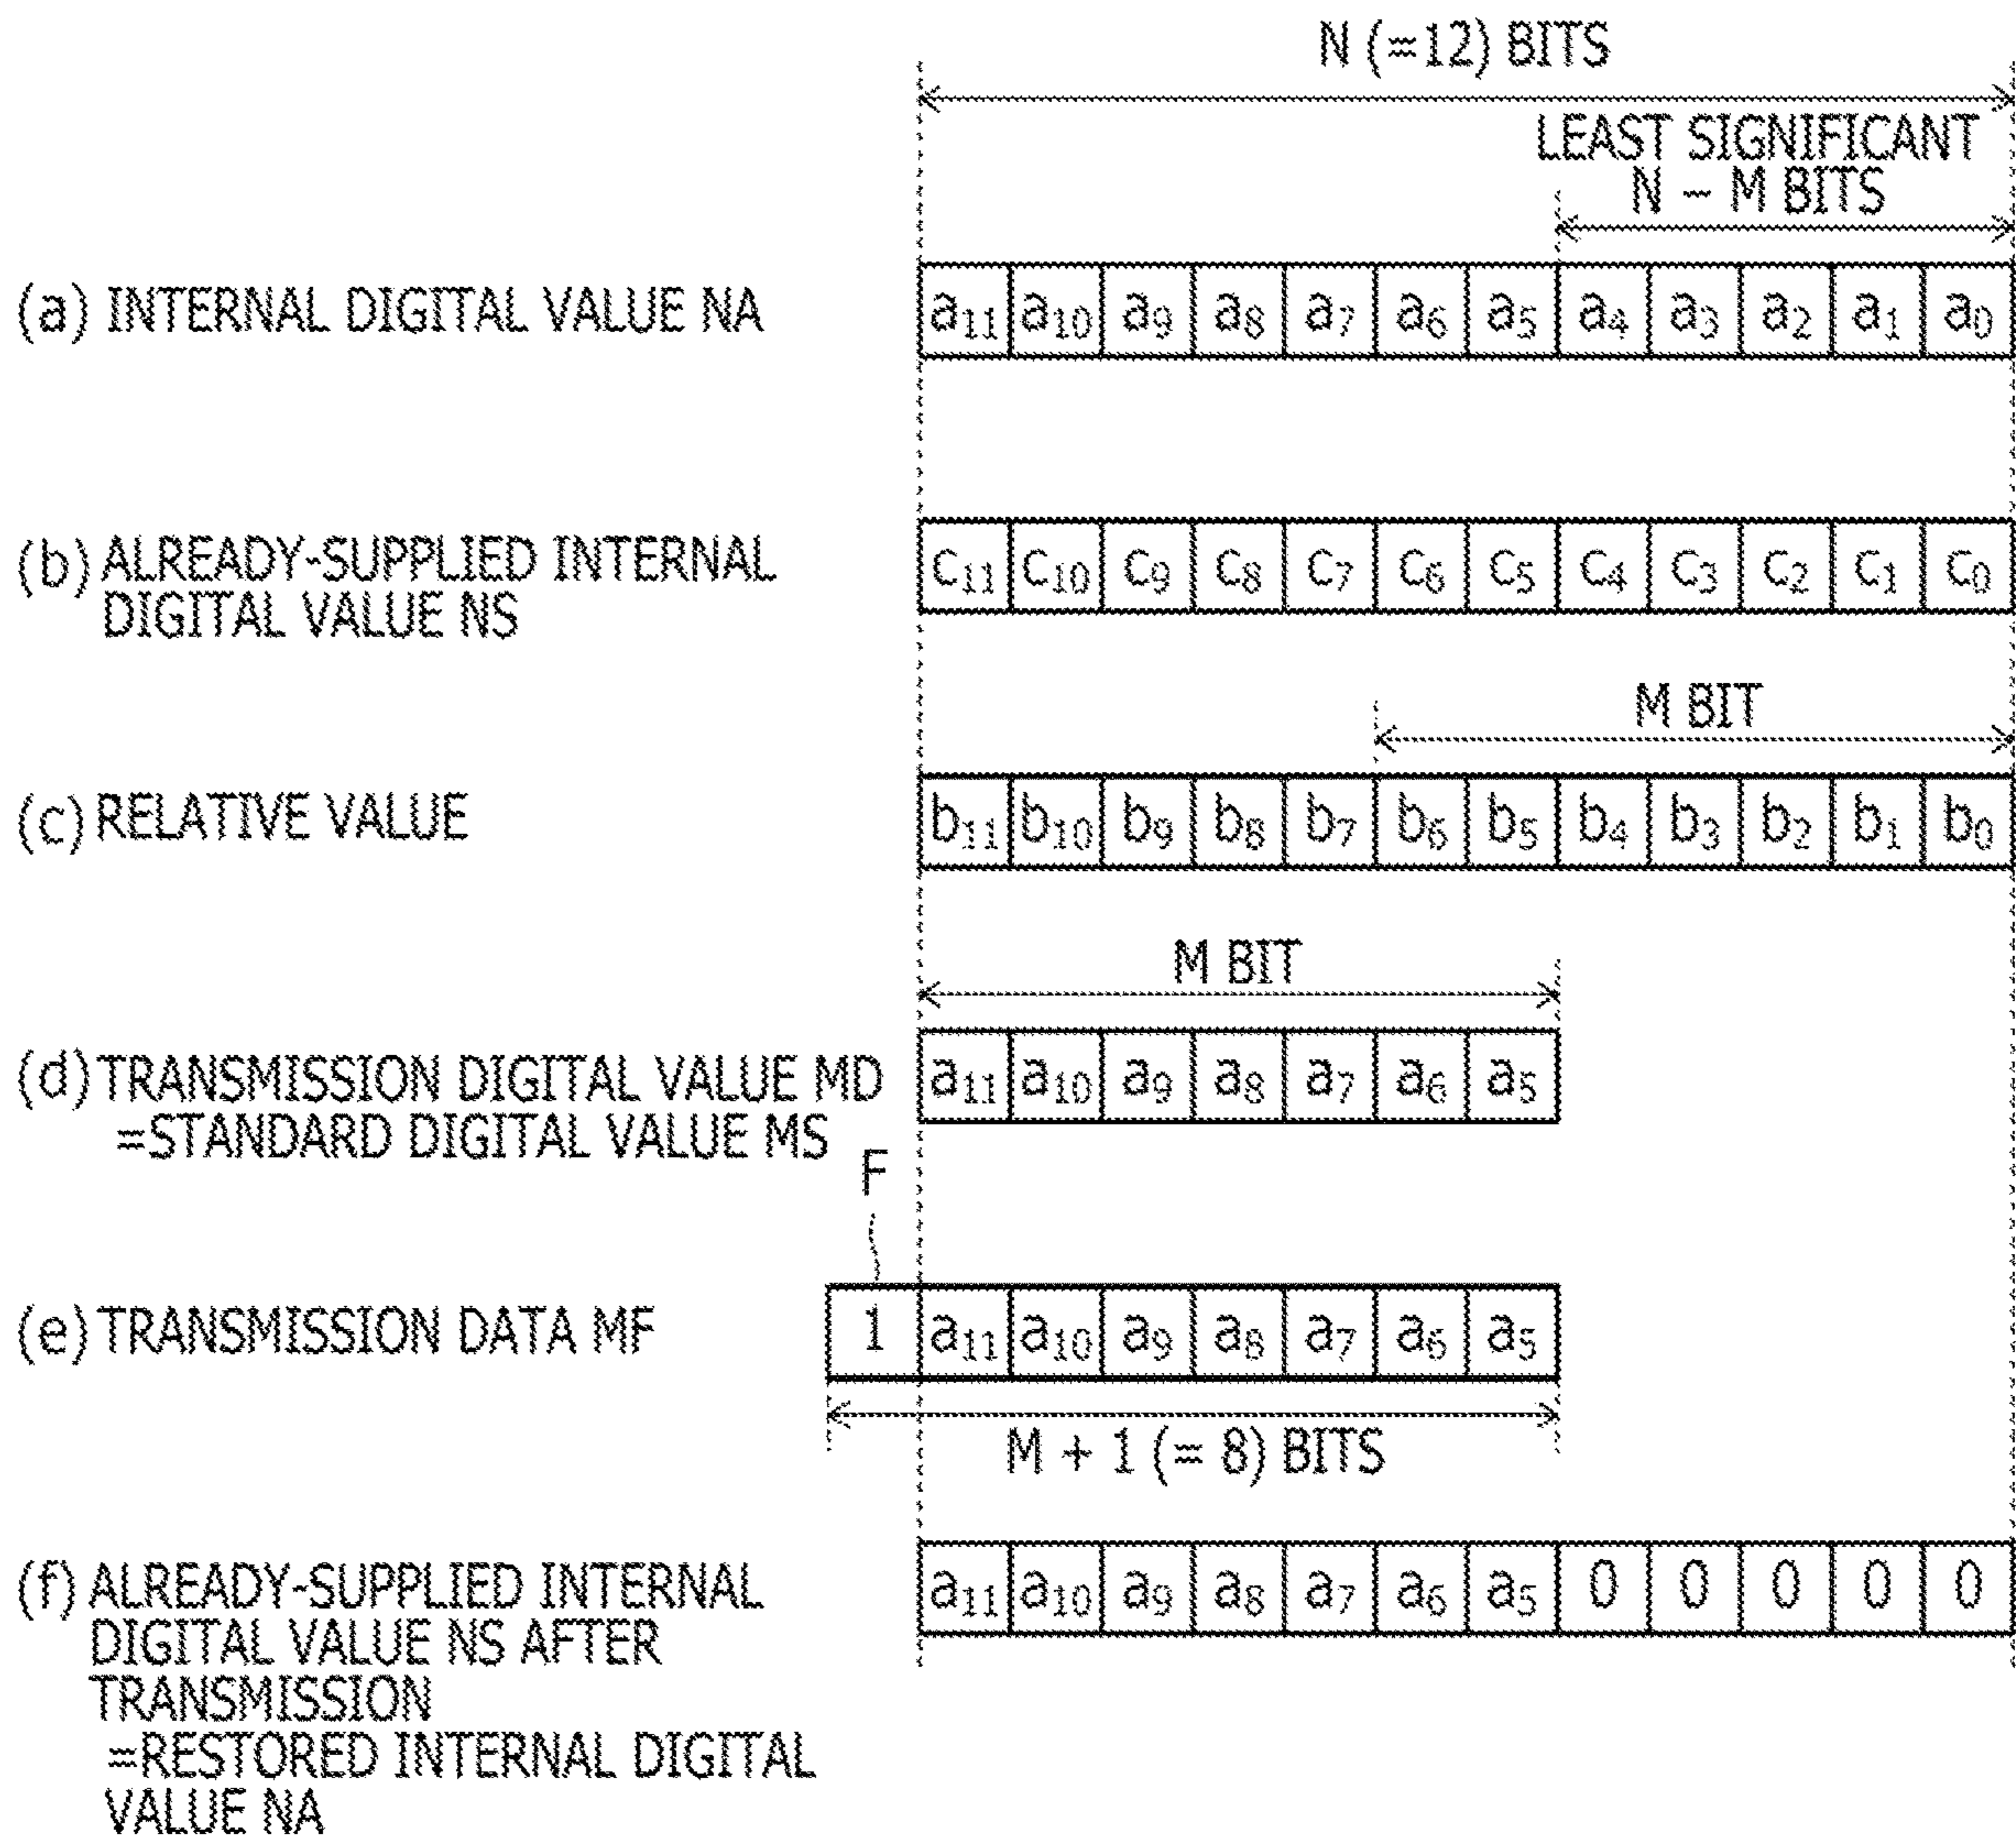 N (=12) BITS
LEAST SIGNIFICANT
N - M BITS
(a) INTERNAL DIGITAL VALUE NA
a11 a10 a9 a8 a7 a6 a5 a4 a3 a2 a1 a0
(b) ALREADY-SUPPLIED INTERNAL
DIGITAL VALUE NS
c11 c10 c9 c8 c7 c6 c5 c4 c3 c2 c1 c0
M BIT
(c) RELATIVE VALUE
b11 b10 b9 b8 b7 b6 b5 b4 b3 b2 b1 b0
M BIT
(d) TRANSMISSION DIGITAL VALUE MD
=STANDARD DIGITAL VALUE MS
a11 a10 a9 a8 a7 a6 a5
F
(e) TRANSMISSION DATA MF
1 a11 a10 a9 a8 a7 a6 a5
M + 1 (= 8) BITS
(f) ALREADY-SUPPLIED INTERNAL
DIGITAL VALUE NS AFTER
TRANSMISSION
=RESTORED INTERNAL DIGITAL
VALUE NA
a11 a10 a9 a8 a7 a6 a5 0 0 0 0 0